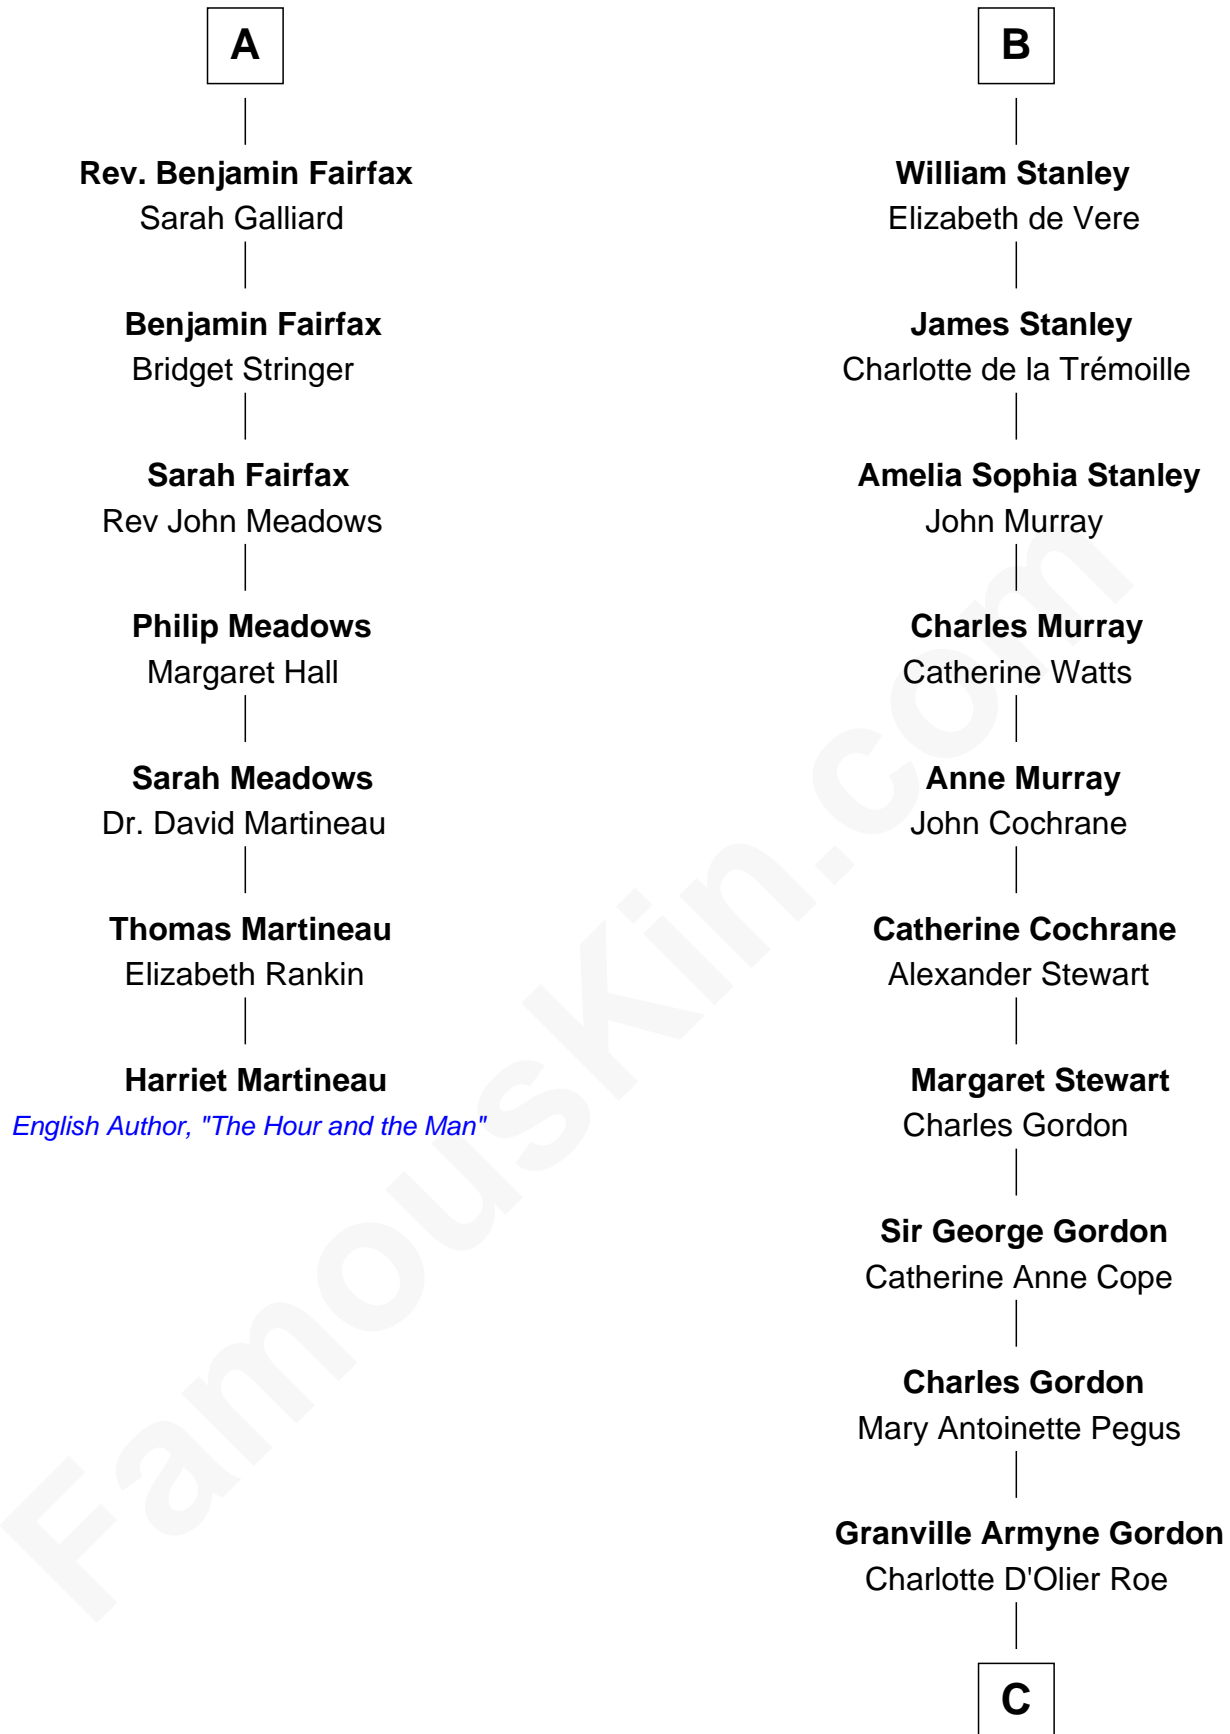 A
Rev. Benjamin Fairfax
Sarah Galliard
Benjamin Fairfax
Bridget Stringer
Sarah Fairfax
Rev John Meadows
Philip Meadows
Margaret Hall
Sarah Meadows
Dr. David Martineau
Thomas Martineau
Elizabeth Rankin
Harriet Martineau
English Author, "The Hour and the Man"
B
William Stanley
Elizabeth de Vere
James Stanley
Charlotte de la Trémoille
Amelia Sophia Stanley
John Murray
Charles Murray
Catherine Watts
Anne Murray
John Cochrane
Catherine Cochrane
Alexander Stewart
Margaret Stewart
Charles Gordon
Sir George Gordon
Catherine Anne Cope
Charles Gordon
Mary Antoinette Pegus
Granville Armyne Gordon
Charlotte D'Olier Roe
C
FamousKin.com